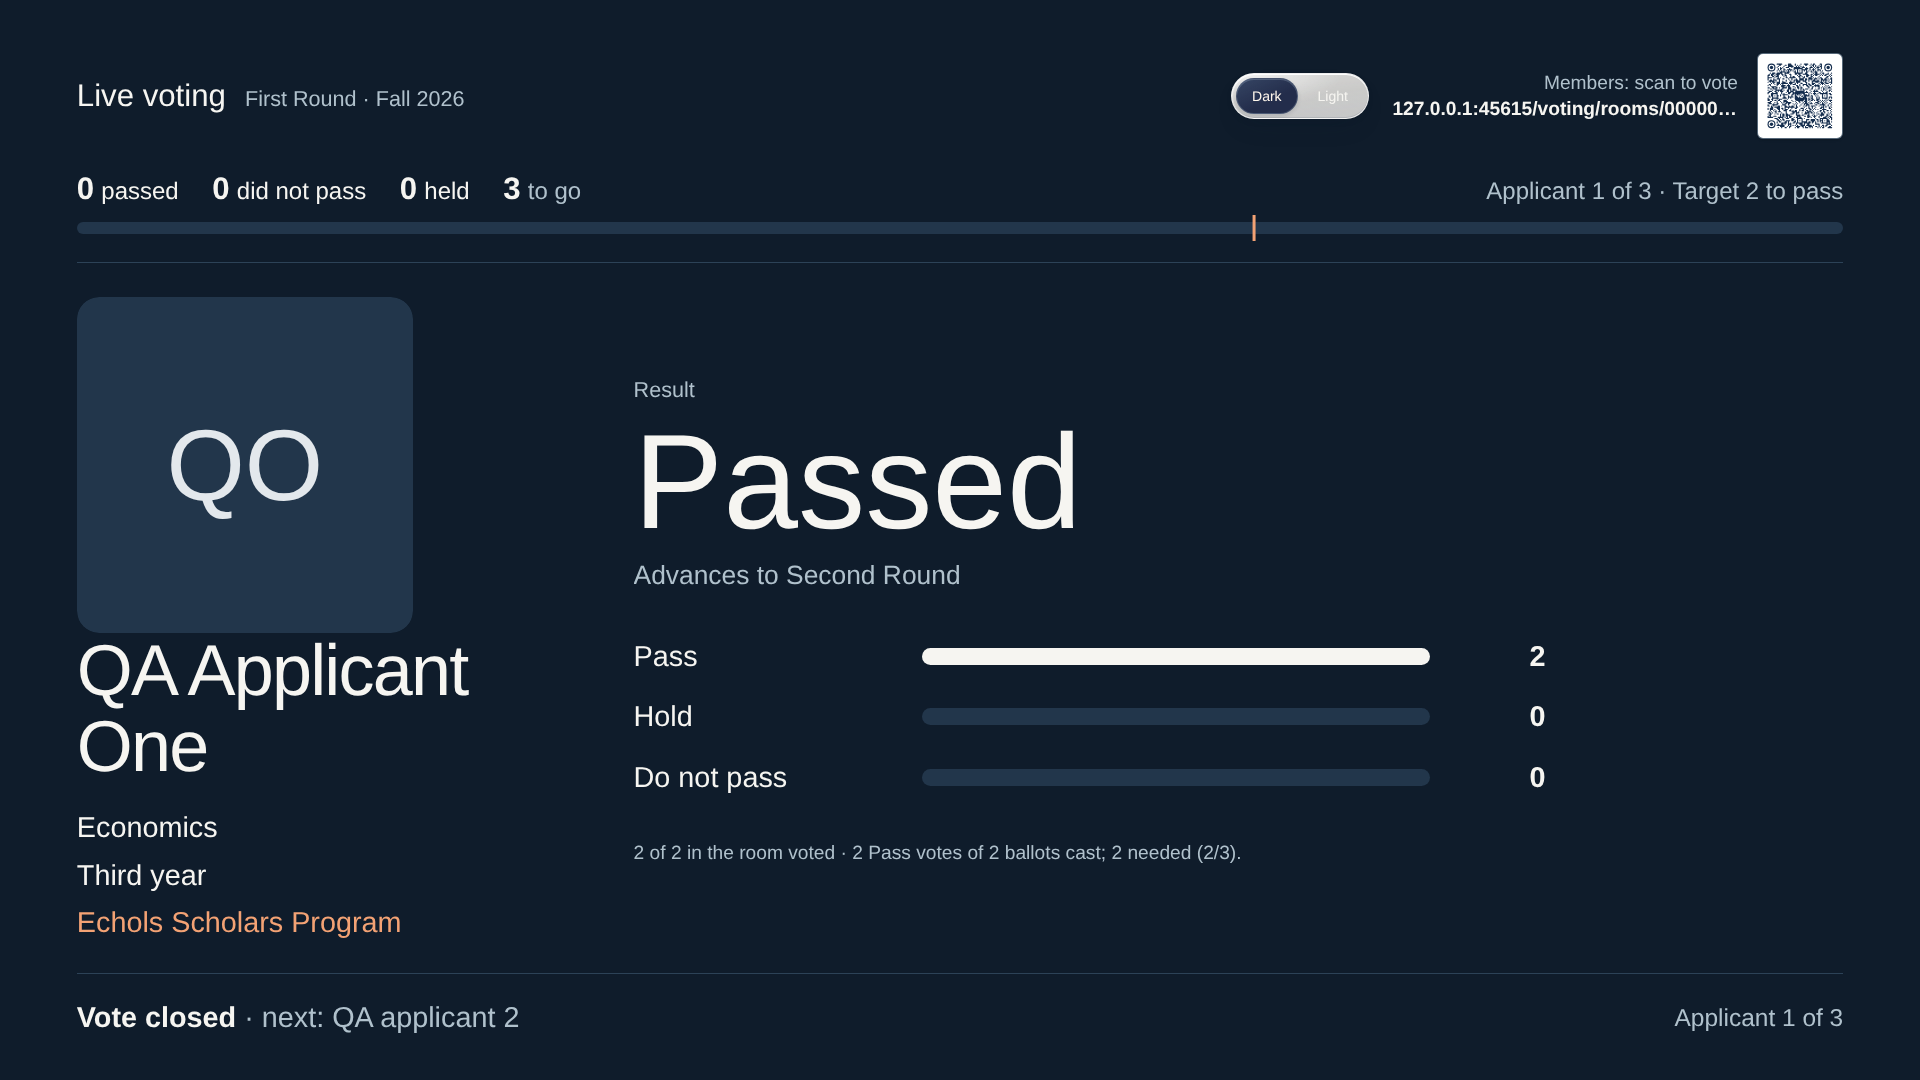 Live voting First Round · Fall 2026
Dark Light
Members: scan to vote
127.0.0.1:45615/voting/rooms/00000…
0 passed 0 did not pass 0 held 3 to go
Applicant 1 of 3 · Target 2 to pass
QO
QA Applicant
One
Economics
Third year
Echols Scholars Program
Result
Passed
Advances to Second Round
Pass 2
Hold 0
Do not pass 0
2 of 2 in the room voted · 2 Pass votes of 2 ballots cast; 2 needed (2/3).
Vote closed · next: QA applicant 2
Applicant 1 of 3